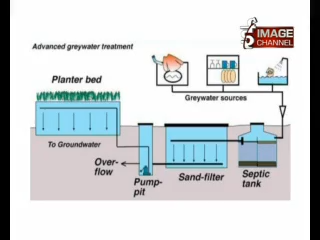 IMAGE
CHANNEL
Advanced greywater treatment
Planter bed
Greywater sources
To Groundwater
Over-
flow
Pump-
pit
Sand-filter
Septic
tank